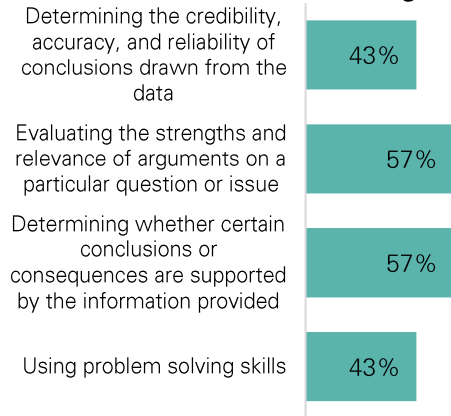 Determining the credibility,
accuracy, and reliability of
conclusions drawn from the
data
43%
Evaluating the strengths and
relevance of arguments on a
particular question or issue
57%
Determining whether certain
conclusions or
consequences are supported
by the information provided
57%
Using problem solving skills
43%